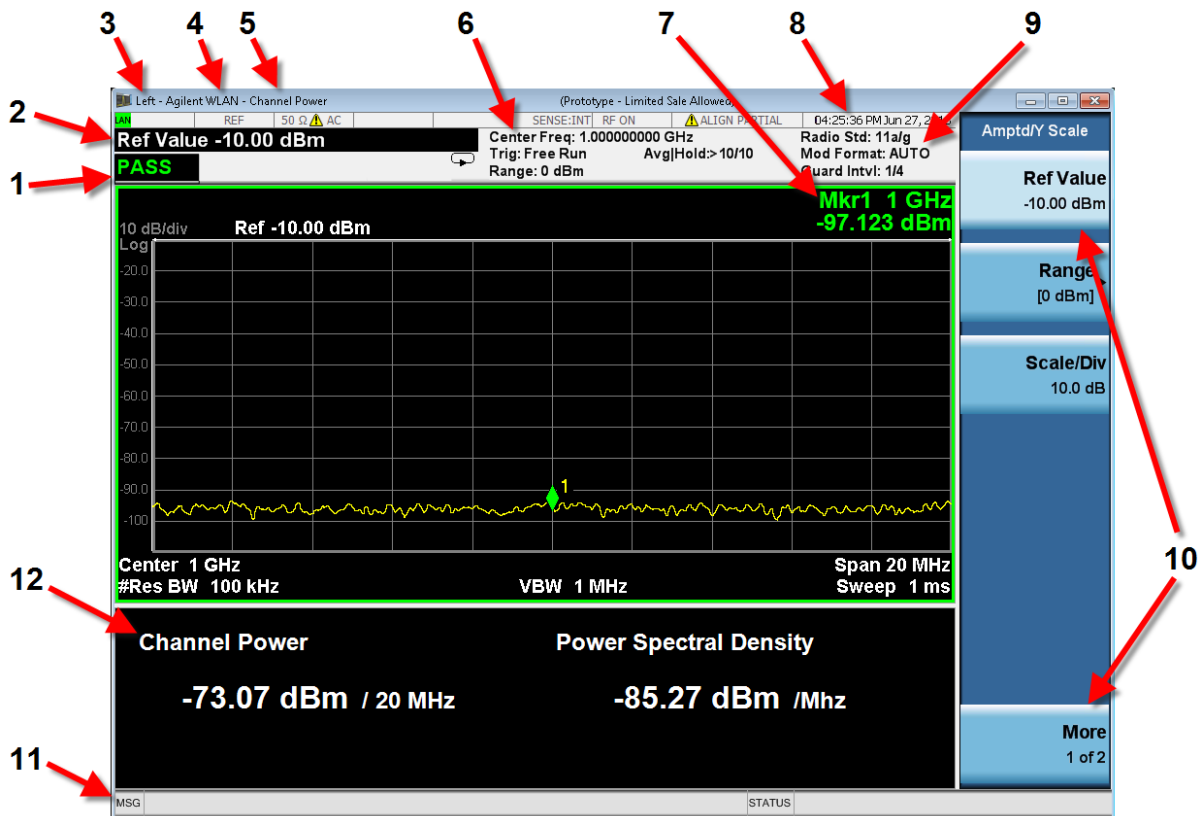 3 4 5 6 7 8 9
Left - Agilent WLAN - Channel Power (Prototype - Limited Sale Allowed)
2
LAN REF 50 Ω AC SENSE:INT RF ON ALIGN PARTIAL 04:25:36 PM Jun 27,
Amptd/Y Scale
Ref Value -10.00 dBm
Center Freq: 1.000000000 GHz
Radio Std: 11a/g
Trig: Free Run Avg|Hold:> 10/10
Mod Format: AUTO
Range: 0 dBm
Guard Intvl: 1/4
PASS
1
Ref Value
-10.00 dBm
Mkr1 1 GHz
-97.123 dBm
10 dB/div Ref -10.00 dBm
Log
-20.0
-30.0
-40.0
-50.0
-60.0
-70.0
-80.0
-90.0
-100
1
Range
[0 dBm]
Scale/Div
10.0 dB
10
Center 1 GHz Span 20 MHz
#Res BW 100 kHz VBW 1 MHz Sweep 1 ms
12
Channel Power Power Spectral Density
-73.07 dBm / 20 MHz -85.27 dBm /Mhz
More
1 of 2
11
MSG STATUS